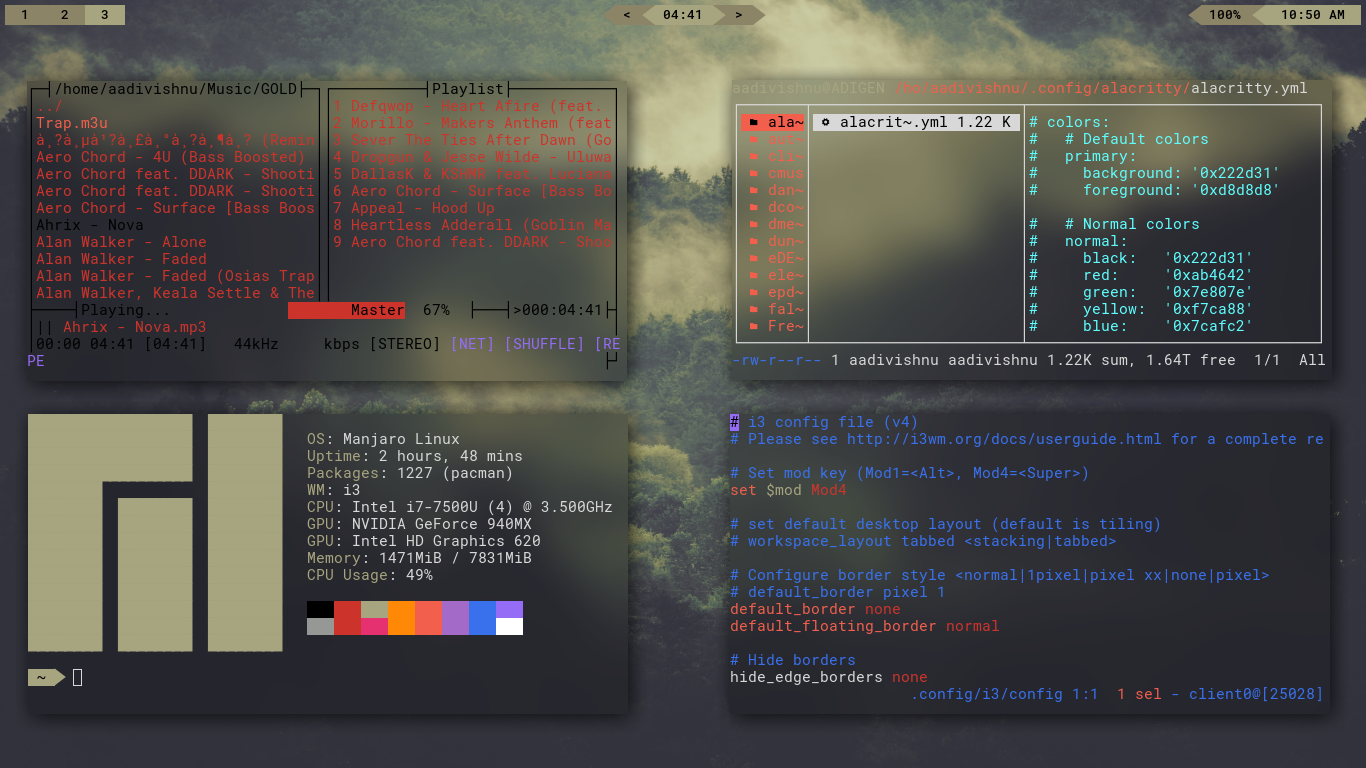 1 2 3
< 04:41 >
100% 10:50 AM
/home/aadivishnu/Music/GOLD
../
Trap.m3u
Aero Chord - 4U (Bass Boosted)
Aero Chord feat. DDARK - Shooti
Aero Chord feat. DDARK - Shooti
Aero Chord - Surface [Bass Boos
Ahrix - Nova
Alan Walker - Alone
Alan Walker - Faded
Alan Walker - Faded (Osias Trap
Alan Walker, Keala Settle & The
Playlist
1 Defqwop - Heart Afire (feat.
2 Morillo - Makers Anthem (feat
3 Sever The Ties After Dawn (Go
4 Dropgun & Jesse Wilde - Uluwa
5 DallasK & KSHMR feat. Luciana
6 Aero Chord - Surface [Bass Bo
7 Appeal - Hood Up
8 Heartless Adderall (Goblin Ma
9 Aero Chord feat. DDARK - Shoo
Playing... Master 67% >000:04:41
|| Ahrix - Nova.mp3
00:00 04:41 [04:41] 44kHz kbps [STEREO] [NET] [SHUFFLE] [RE
PE
aadivishnu@ADIGEN /ho/aadivishnu/.config/alacritty/alacritty.yml
ala~
cli~
cmus
dan~
dco~
dme~
dun~
eDE~
ele~
epd~
fal~
Fre~
alacrit~.yml 1.22 K
# colors:
#   # Default colors
#   primary:
#     background: '0x222d31'
#     foreground: '0xd8d8d8'
#   # Normal colors
#   normal:
#     black:   '0x222d31'
#     red:     '0xab4642'
#     green:   '0x7e807e'
#     yellow:  '0xf7ca88'
#     blue:    '0x7cafc2'
-rw-r--r-- 1 aadivishnu aadivishnu 1.22K sum, 1.64T free  1/1  All
OS: Manjaro Linux
Uptime: 2 hours, 48 mins
Packages: 1227 (pacman)
WM: i3
CPU: Intel i7-7500U (4) @ 3.500GHz
GPU: NVIDIA GeForce 940MX
GPU: Intel HD Graphics 620
Memory: 1471MiB / 7831MiB
CPU Usage: 49%
~
# i3 config file (v4)
# Please see http://i3wm.org/docs/userguide.html for a complete re
# Set mod key (Mod1=<Alt>, Mod4=<Super>)
set $mod Mod4
# set default desktop layout (default is tiling)
# workspace_layout tabbed <stacking|tabbed>
# Configure border style <normal|1pixel|pixel xx|none|pixel>
# default_border pixel 1
default_border none
default_floating_border normal
# Hide borders
hide_edge_borders none
.config/i3/config 1:1  1 sel - client0@[25028]